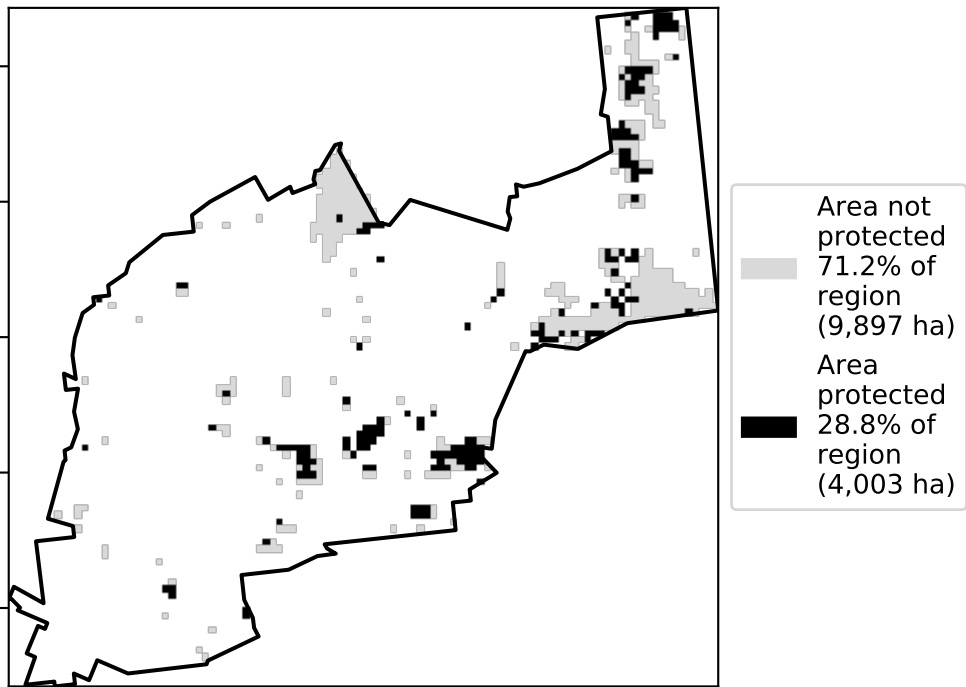 Area not
protected
71.2% of
region
(9,897 ha)
Area
protected
28.8% of
region
(4,003 ha)